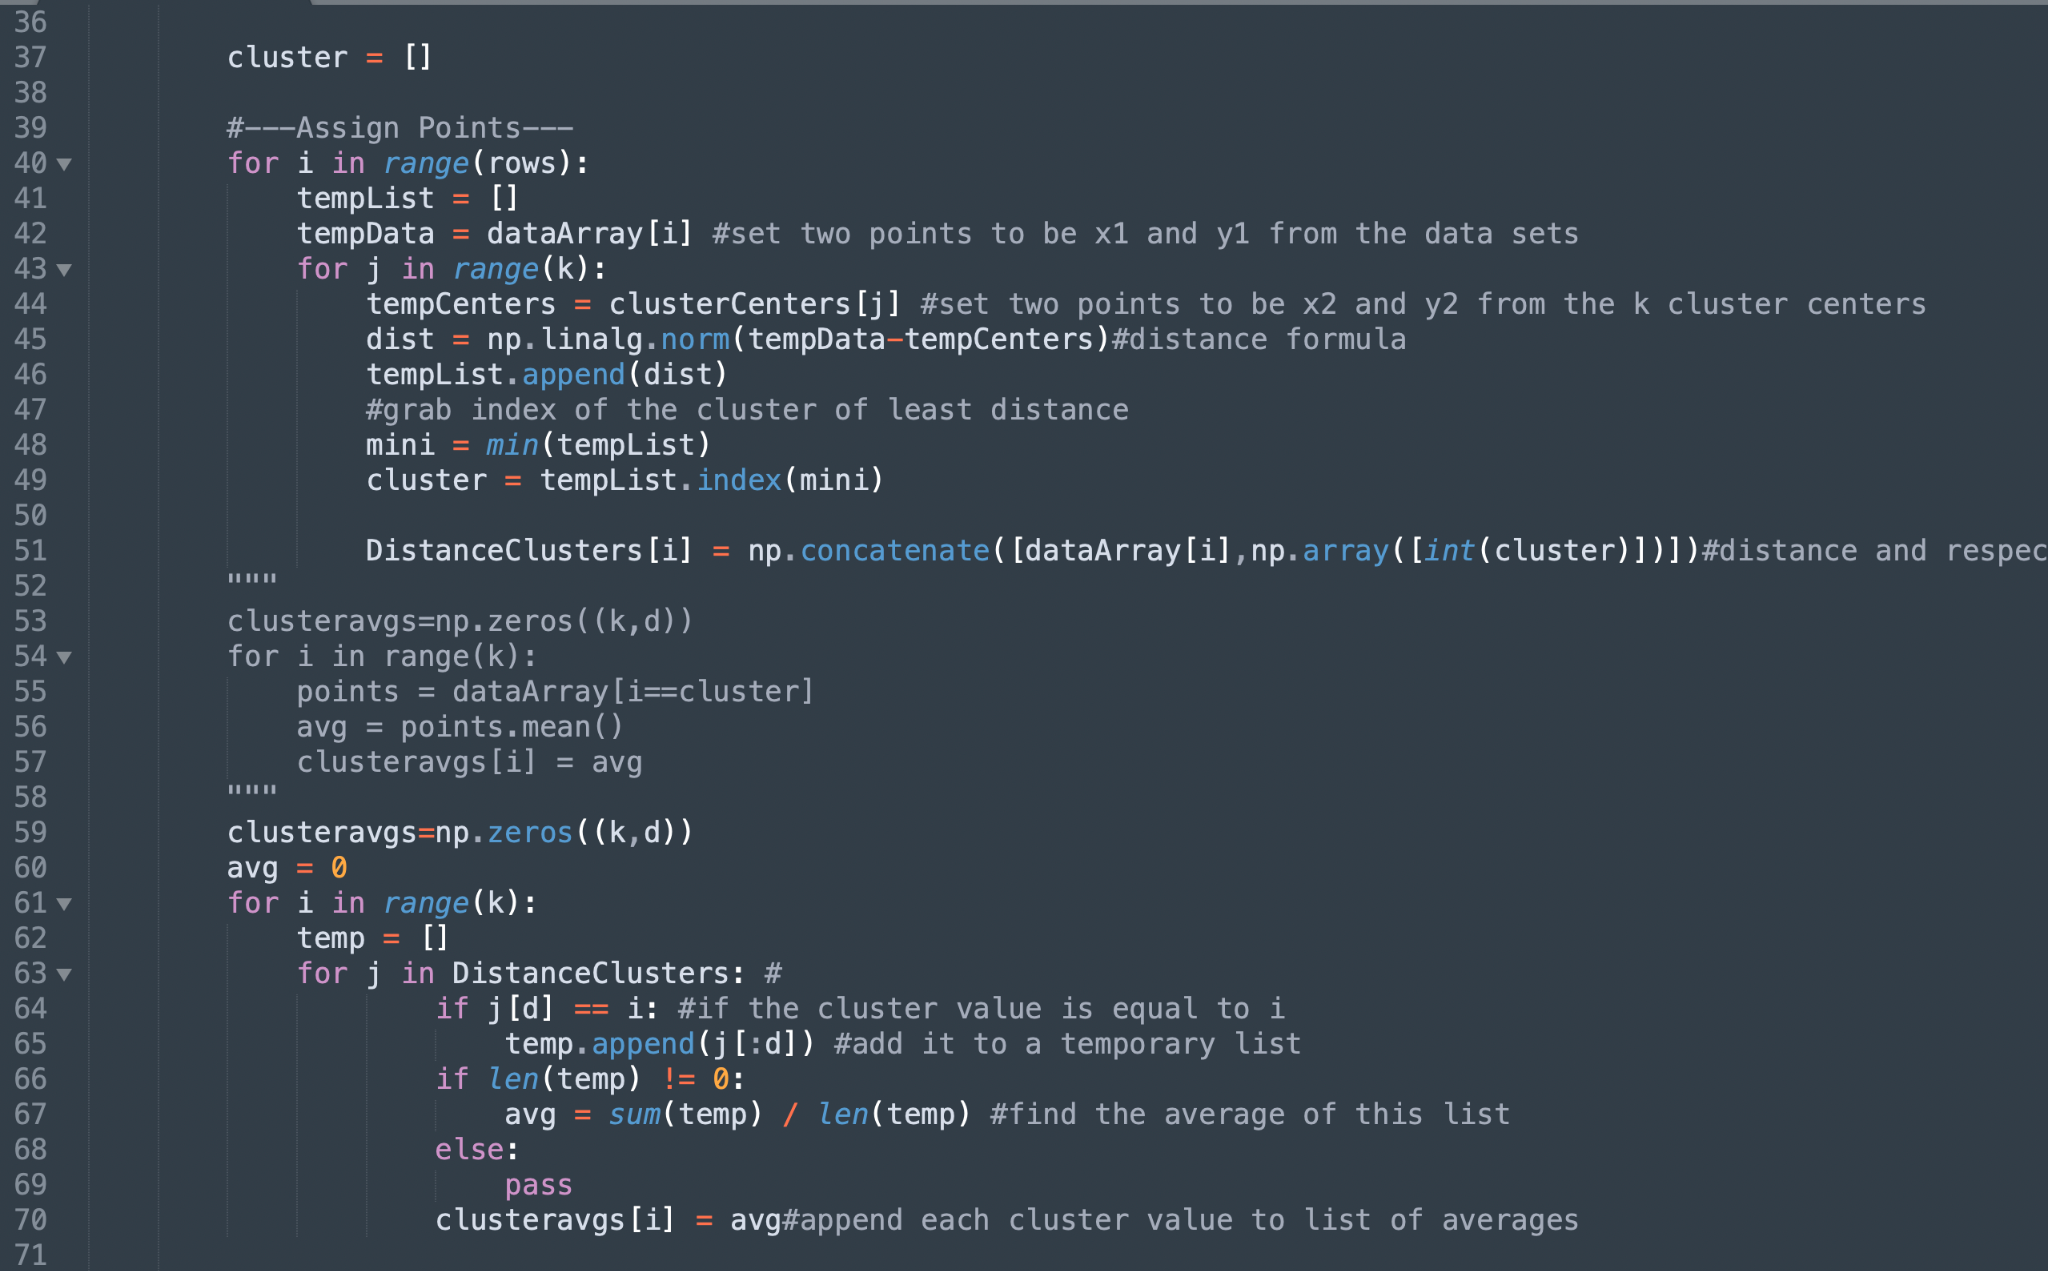 36
37 cluster = []
38
39 #---Assign Points---
40 for i in range(rows):
41 tempList = []
42 tempData = dataArray[i] #set two points to be x1 and y1 from the data sets
43 for j in range(k):
44 tempCenters = clusterCenters[j] #set two points to be x2 and y2 from the k cluster centers
45 dist = np.linalg.norm(tempData-tempCenters)#distance formula
46 tempList.append(dist)
47 #grab index of the cluster of least distance
48 mini = min(tempList)
49 cluster = tempList.index(mini)
50
51 DistanceClusters[i] = np.concatenate([dataArray[i],np.array([int(cluster)])])#distance and respec
52 """
53 clusteravgs=np.zeros((k,d))
54 for i in range(k):
55 points = dataArray[i==cluster]
56 avg = points.mean()
57 clusteravgs[i] = avg
58 """
59 clusteravgs=np.zeros((k,d))
60 avg = 0
61 for i in range(k):
62 temp = []
63 for j in DistanceClusters: #
64 if j[d] == i: #if the cluster value is equal to i
65 temp.append(j[:d]) #add it to a temporary list
66 if len(temp) != 0:
67 avg = sum(temp) / len(temp) #find the average of this list
68 else:
69 pass
70 clusteravgs[i] = avg#append each cluster value to list of averages
71